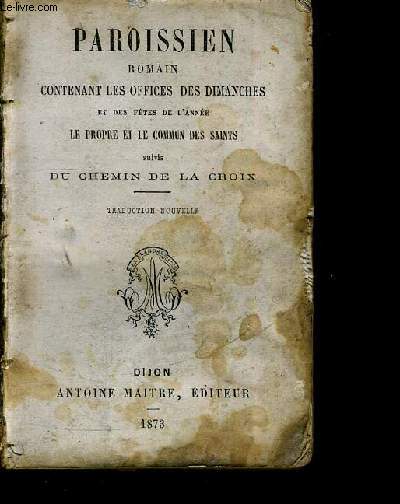 le-livre.com
PAROISSIEN
ROMAIN
CONTENANT LES OFFICES DES DIMANCHES
ET DES FÊTES DE L'ANNÉE
LE PROPRE ET LE COMMUN DES SAINTS
SUIVIS
DU CHEMIN DE LA CROIX
TRADUCTION NOUVELLE
DIJON
ANTOINE MAITRE, EDITEUR
1873